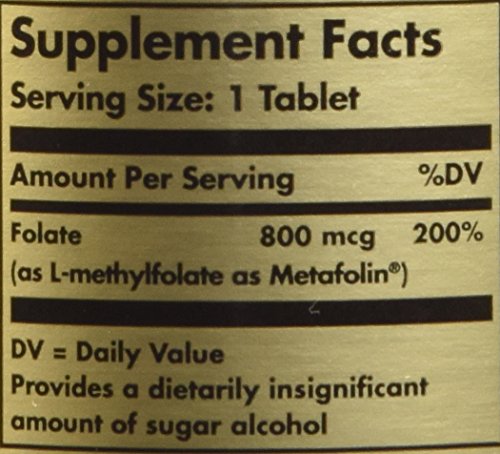 Supplement Facts
Serving Size: 1 Tablet
Amount Per Serving %DV
Folate 800 mcg 200%
(as L-methylfolate as Metafolin®)
DV = Daily Value
Provides a dietarily insignificant
amount of sugar alcohol